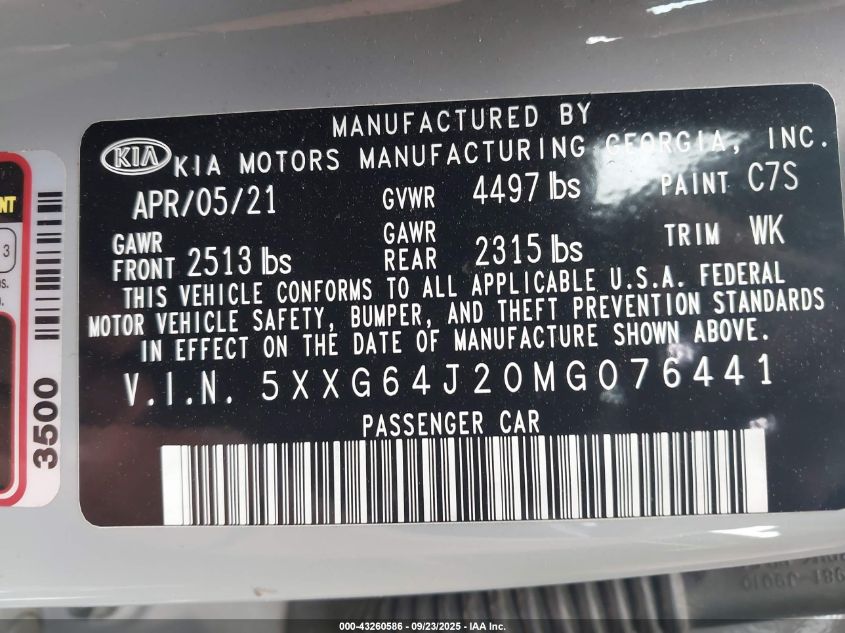 MANUFACTURED BY
KIA KIA MOTORS MANUFACTURING GEORGIA, INC.
APR/05/21 GVWR 4497 lbs PAINT C7S
GAWR FRONT 2513 lbs GAWR REAR 2315 lbs TRIM WK
THIS VEHICLE CONFORMS TO ALL APPLICABLE U.S.A. FEDERAL
MOTOR VEHICLE SAFETY, BUMPER, AND THEFT PREVENTION STANDARDS
IN EFFECT ON THE DATE OF MANUFACTURE SHOWN ABOVE.
V.I.N. 5XXG64J20MG076441
PASSENGER CAR
3500
3
000-43260586 - 09/23/2025 - IAA Inc.